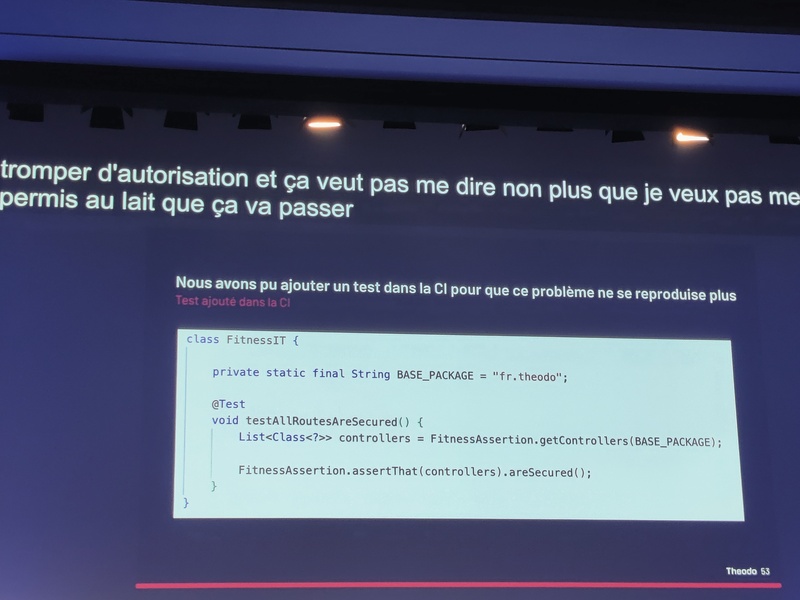 tromper d'autorisation et ça veut pas me dire non plus que je veux pas me
permis au lait que ça va passer
Nous avons pu ajouter un test dans la CI pour que ce problème ne se reproduise plus
Test ajouté dans la CI
class FitnessIT {
private static final String BASE_PACKAGE = "fr.theodo";
@Test
void testAllRoutesAreSecured() {
List<Class<?>> controllers = FitnessAssertion.getControllers(BASE_PACKAGE);
FitnessAssertion.assertThat(controllers).areSecured();
}
}
Theodo 53